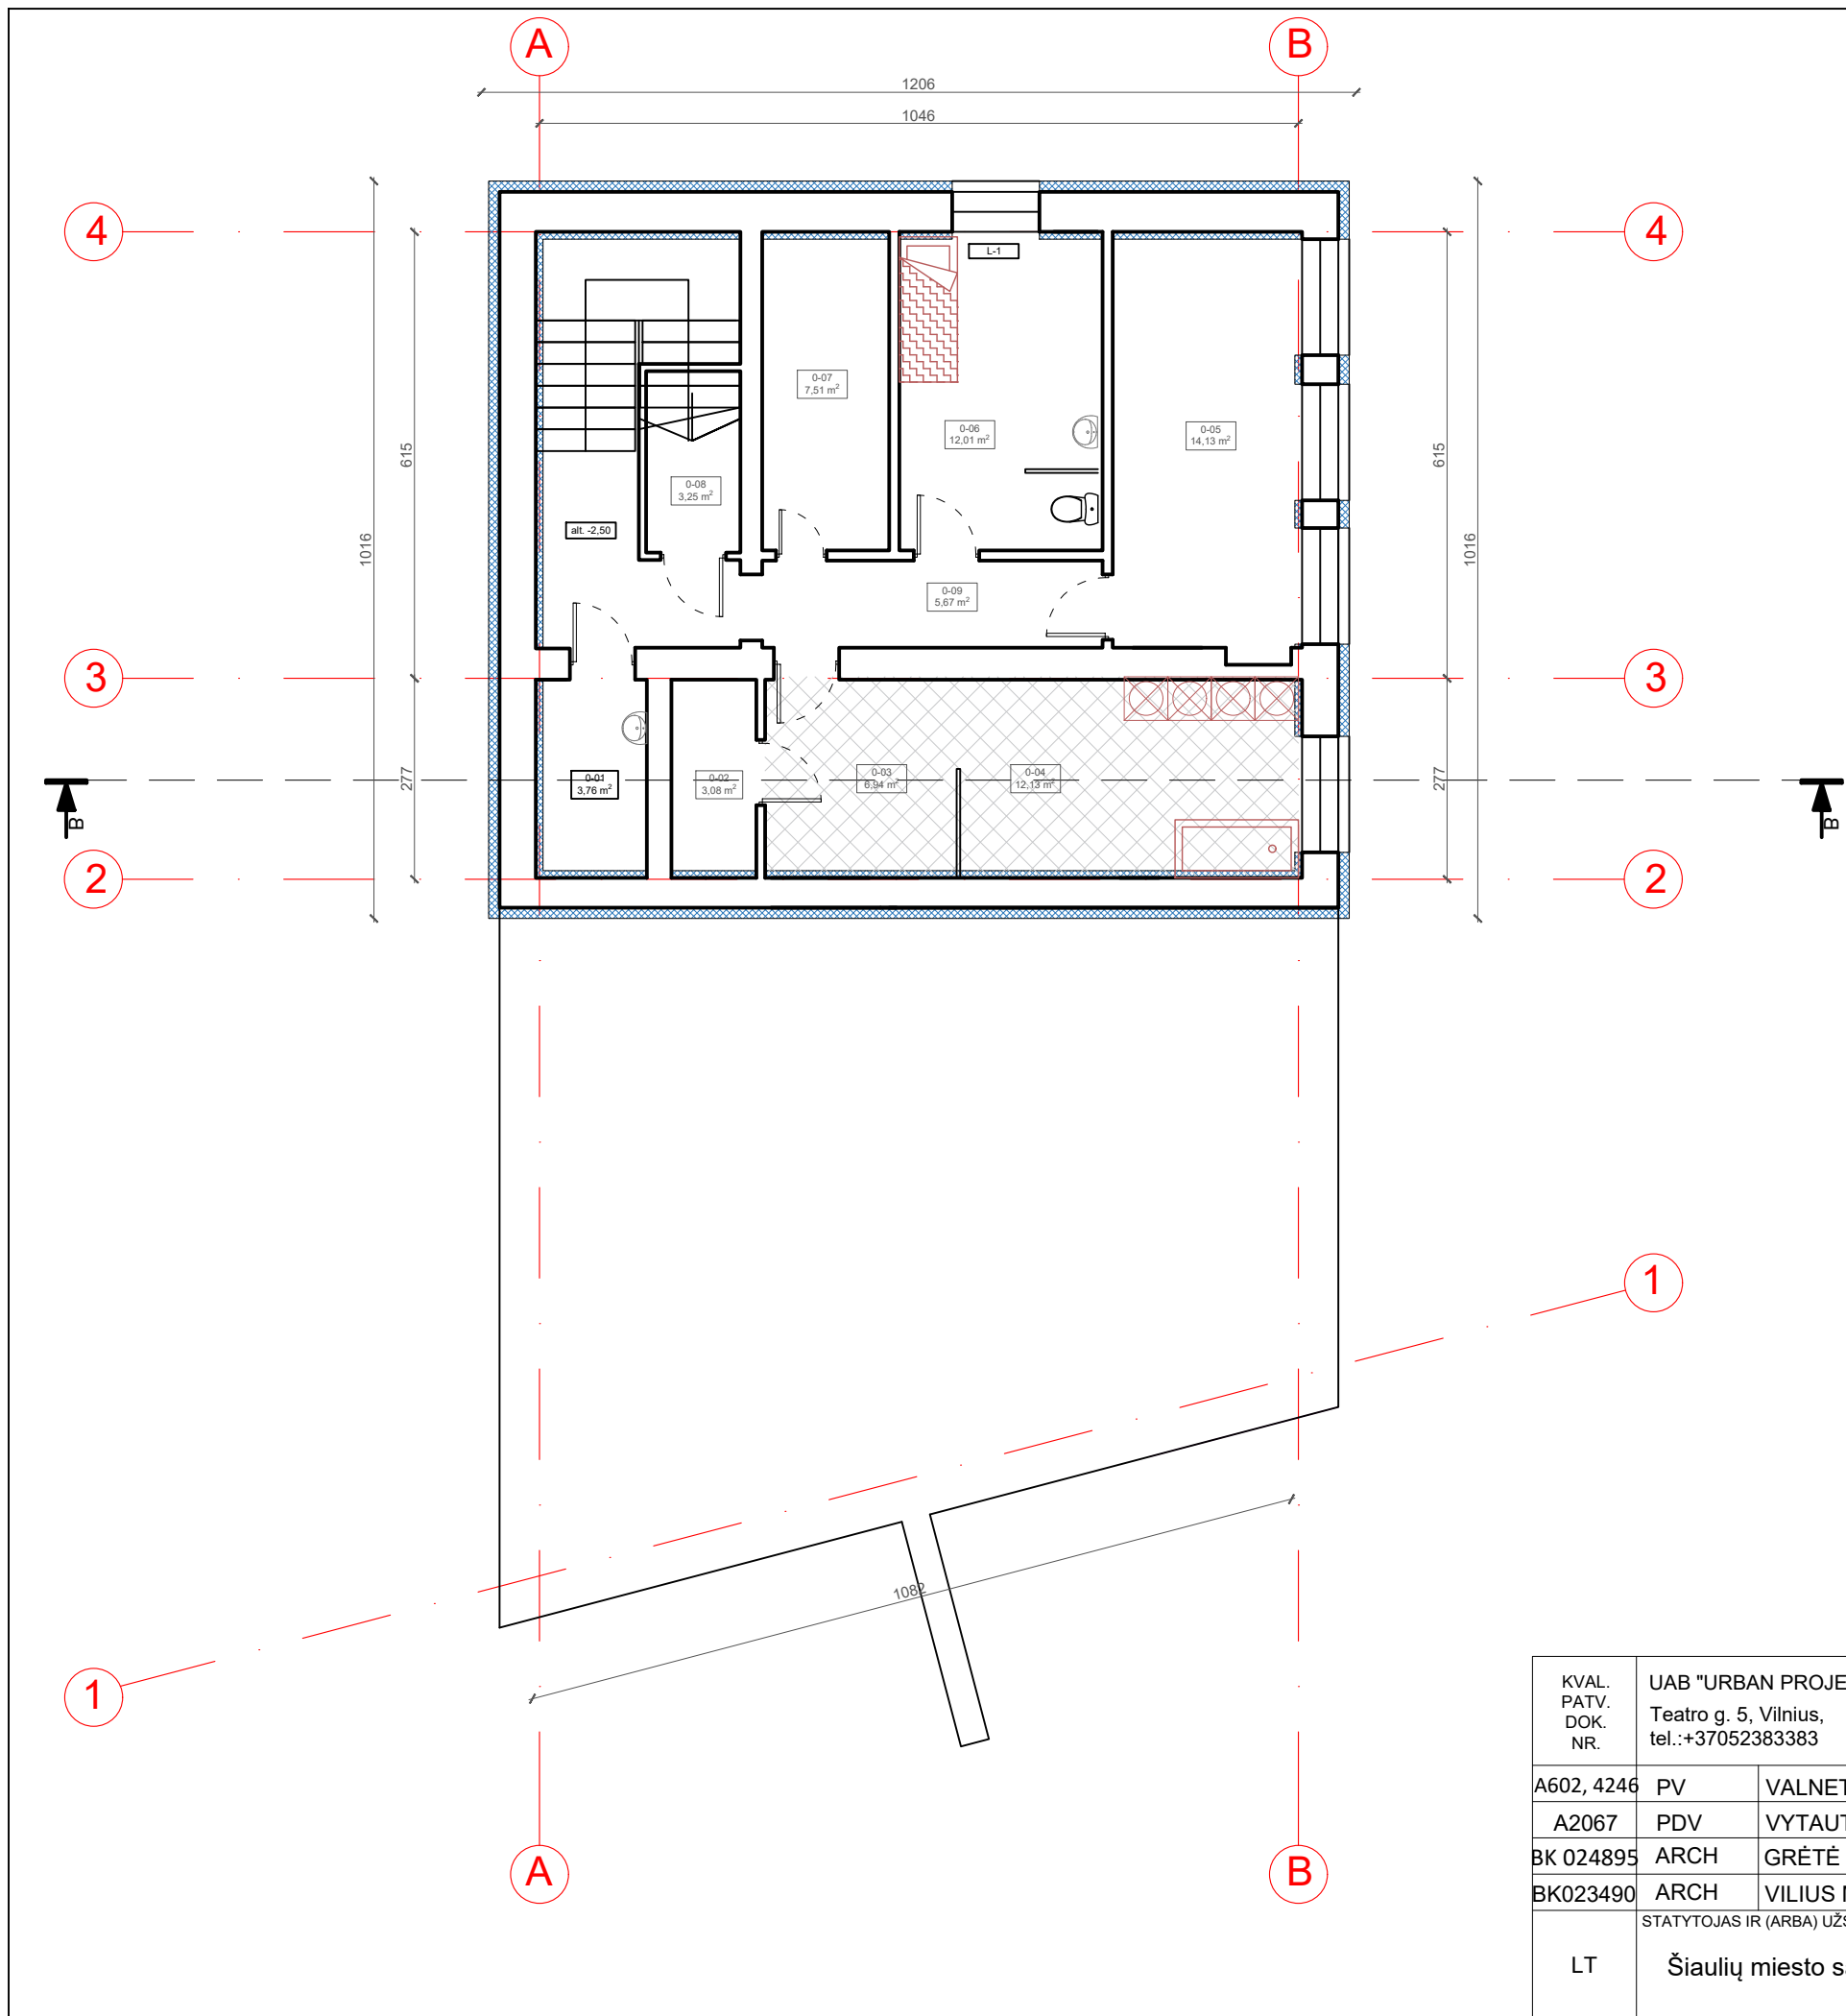 A
B
1206
1046
4
4
L-1
0-07
7,51 m²
0-06
12,01 m²
0-05
14,13 m²
615
615
0-08
3,25 m²
alt. -2,50
1016
1016
0-09
5,67 m²
3
3
277
277
0-01
3,76 m²
0-02
3,08 m²
0-03
6,94 m²
0-04
12,13 m²
B
B
2
2
1
1082
1
A
B
KVAL.
PATV.
DOK.
NR.
UAB "URBAN PROJE
Teatro g. 5, Vilnius,
tel.:+37052383383
A602, 4246 PV VALNET
A2067 PDV VYTAUT
BK 024895 ARCH GRĖTĖ
BK023490 ARCH VILIUS
STATYTOJAS IR (ARBA) UŽS
LT Šiaulių miesto s